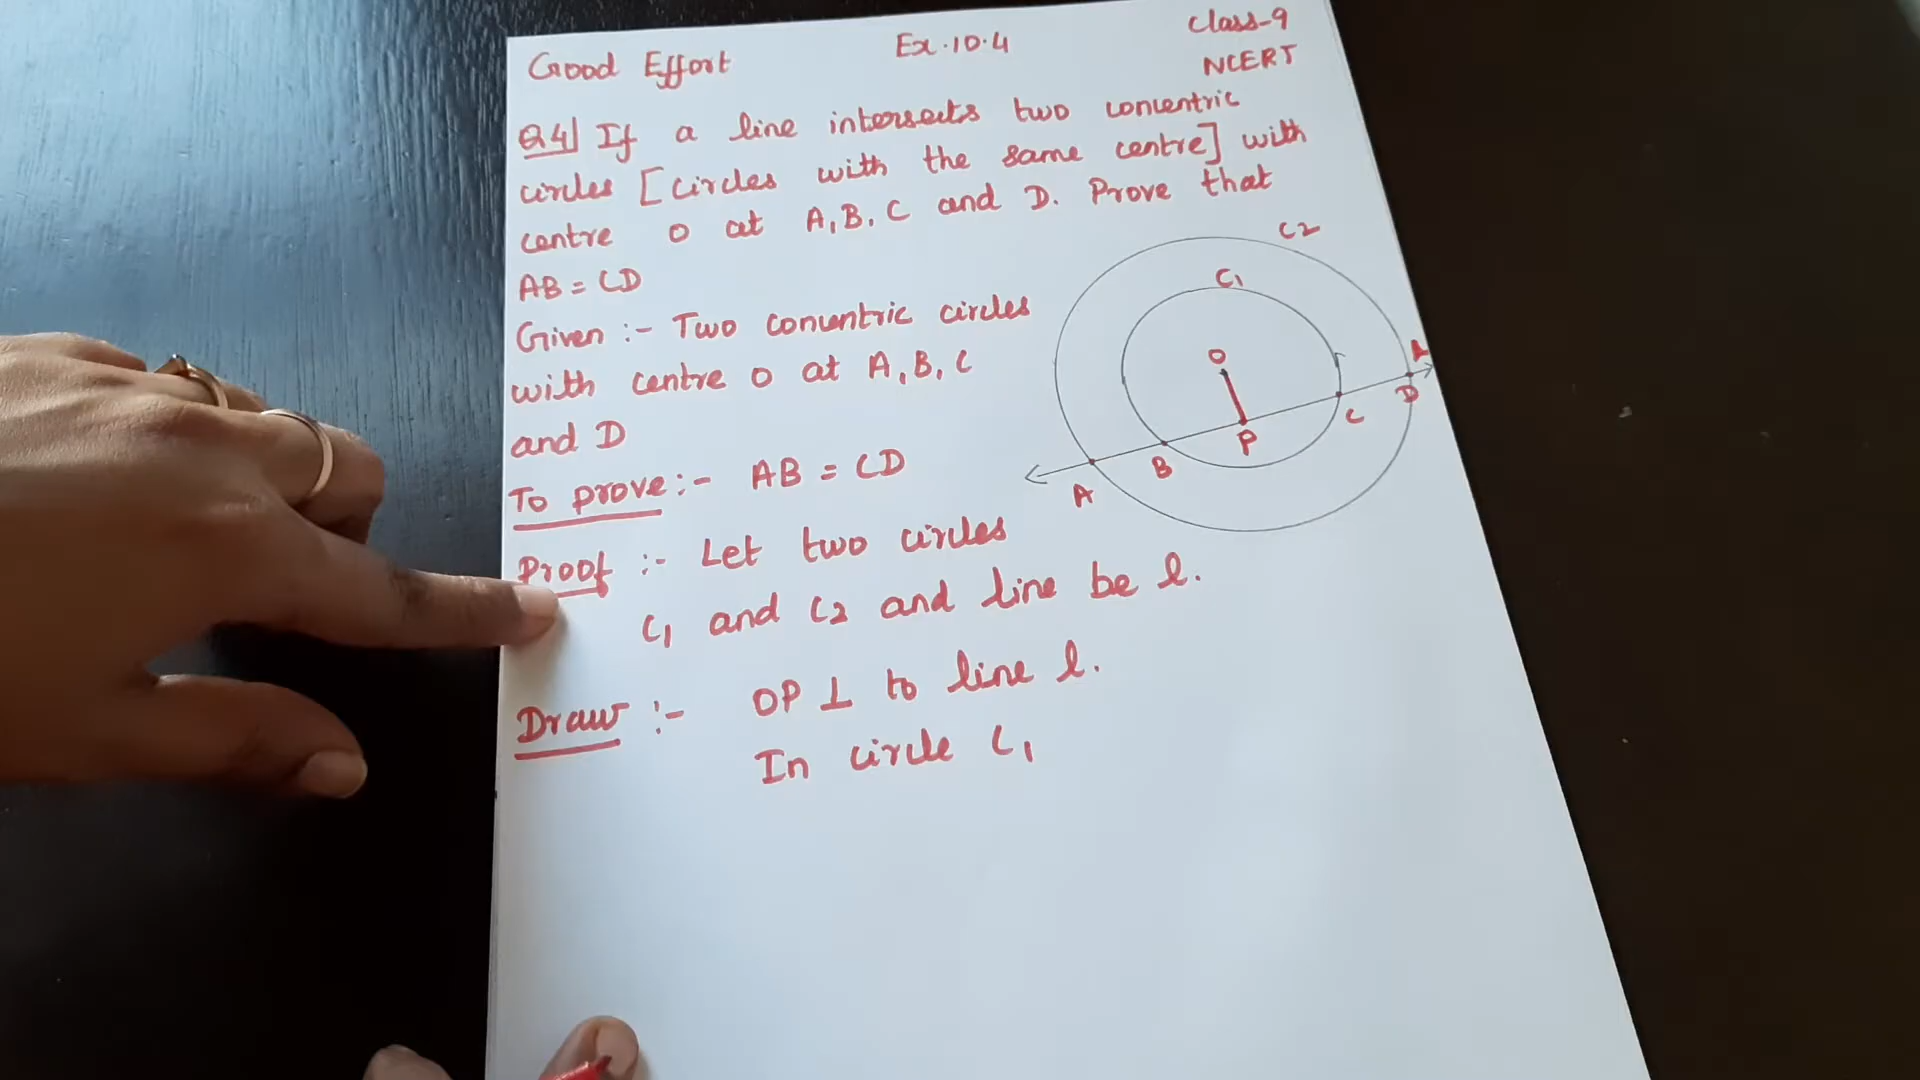 Good Effort Ex.10.4 Class-9
NCERT
Q4) If a line intersects two concentric
circles [circles with the same centre] with
centre O at A, B, C and D. Prove that
AB = CD
Given :- Two concentric circles
with centre O at A, B, C
and D
To prove :- AB = CD
Proof :- Let two circles
C1 and C2 and line be l.
Draw :- OP ⊥ to line l.
In circle C1
C2
C1
O
l
D
C
P
B
A